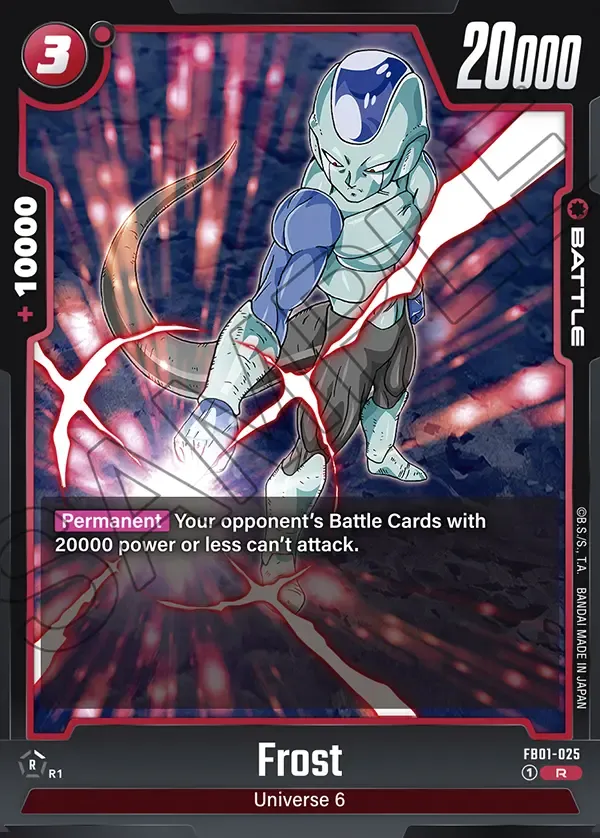 3
20000
+10000
BATTLE
SAMPLE
Permanent Your opponent's Battle Cards with
20000 power or less can't attack.
©B.S./S., T.A. BANDAI MADE IN JAPAN
FB01-025
R
R1
Frost
1 R
Universe 6